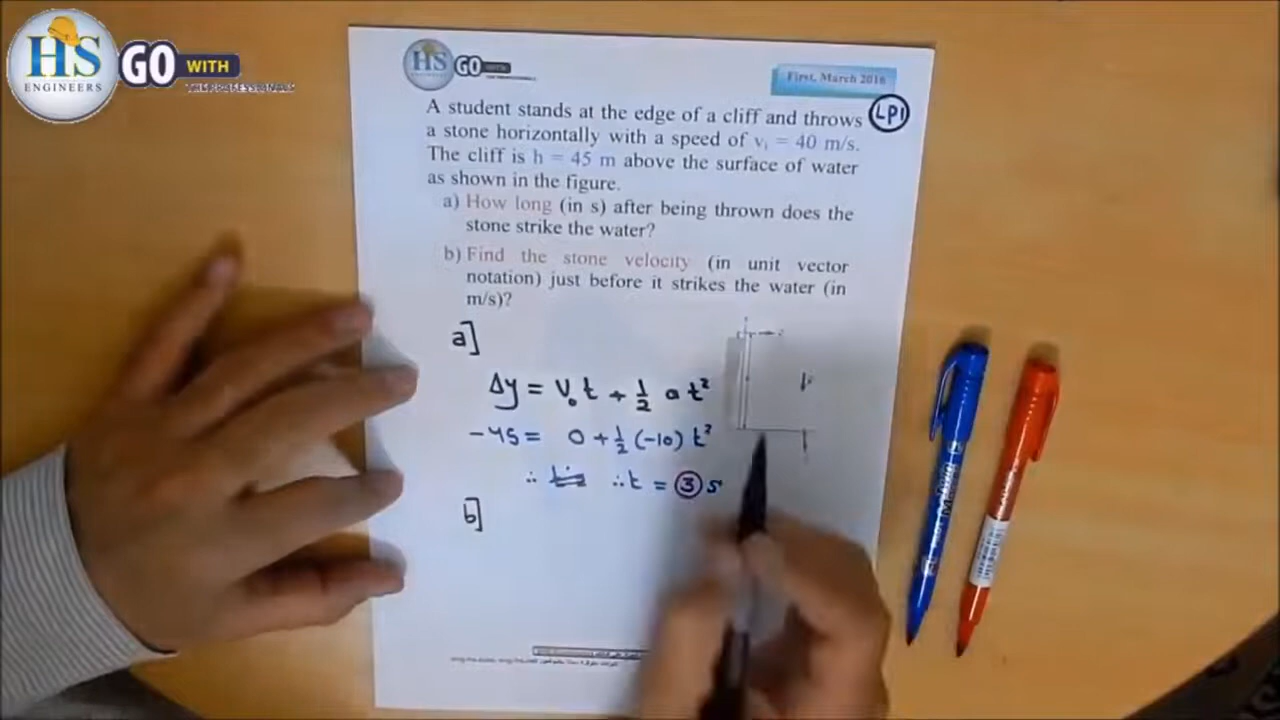 HS
ENGINEERS
GO WITH
THE PROFESSIONALS
HS
GO WITH
First, March 2016
LP1
A student stands at the edge of a cliff and throws
a stone horizontally with a speed of vᵢ = 40 m/s.
The cliff is h = 45 m above the surface of water
as shown in the figure.
a) How long (in s) after being thrown does the
stone strike the water?
b) Find the stone velocity (in unit vector
notation) just before it strikes the water (in
m/s)?
a]
Δy = V₀t + ½ a t²
-45 = 0 + ½ (-10) t²
∴ ∴ t = 3 s
b]